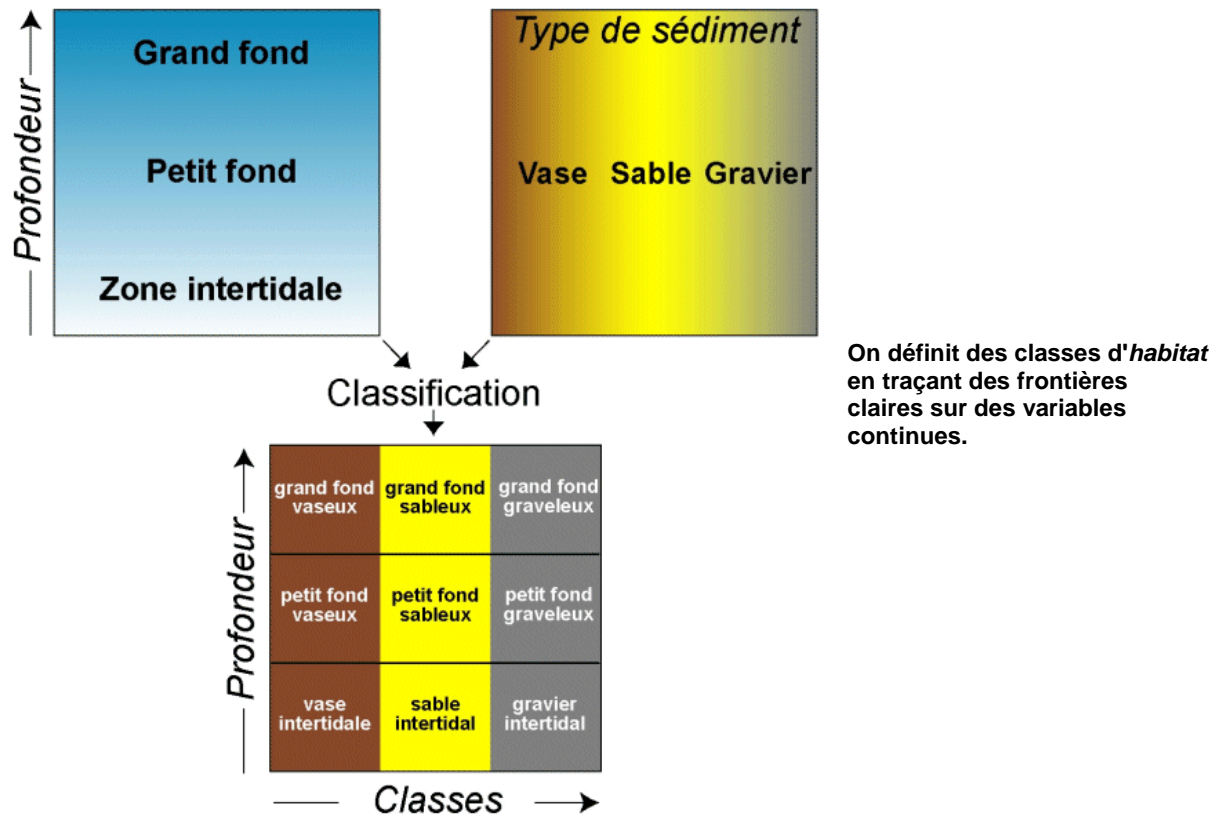 Profondeur
Grand fond
Petit fond
Zone intertidale
Type de sédiment
Vase Sable Gravier
Classification
On définit des classes d'habitat
en traçant des frontières
claires sur des variables
continues.
Profondeur
grand fond
vaseux
grand fond
sableux
grand fond
graveleux
petit fond
vaseux
petit fond
sableux
petit fond
graveleux
vase
intertidale
sable
intertidal
gravier
intertidal
Classes